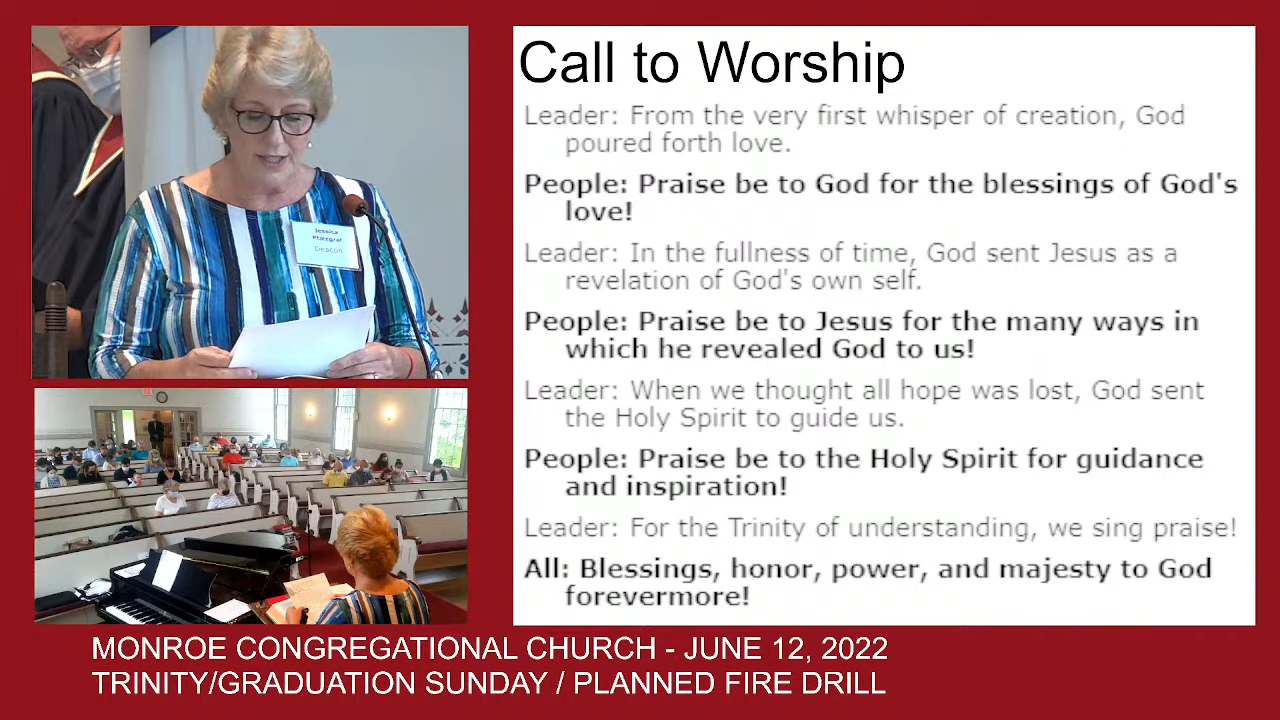 Call to Worship
Leader: From the very first whisper of creation, God
poured forth love.
People: Praise be to God for the blessings of God's
love!
Leader: In the fullness of time, God sent Jesus as a
revelation of God's own self.
People: Praise be to Jesus for the many ways in
which he revealed God to us!
Leader: When we thought all hope was lost, God sent
the Holy Spirit to guide us.
People: Praise be to the Holy Spirit for guidance
and inspiration!
Leader: For the Trinity of understanding, we sing praise!
All: Blessings, honor, power, and majesty to God
forevermore!
Jessica
Deacon
MONROE CONGREGATIONAL CHURCH - JUNE 12, 2022
TRINITY/GRADUATION SUNDAY / PLANNED FIRE DRILL